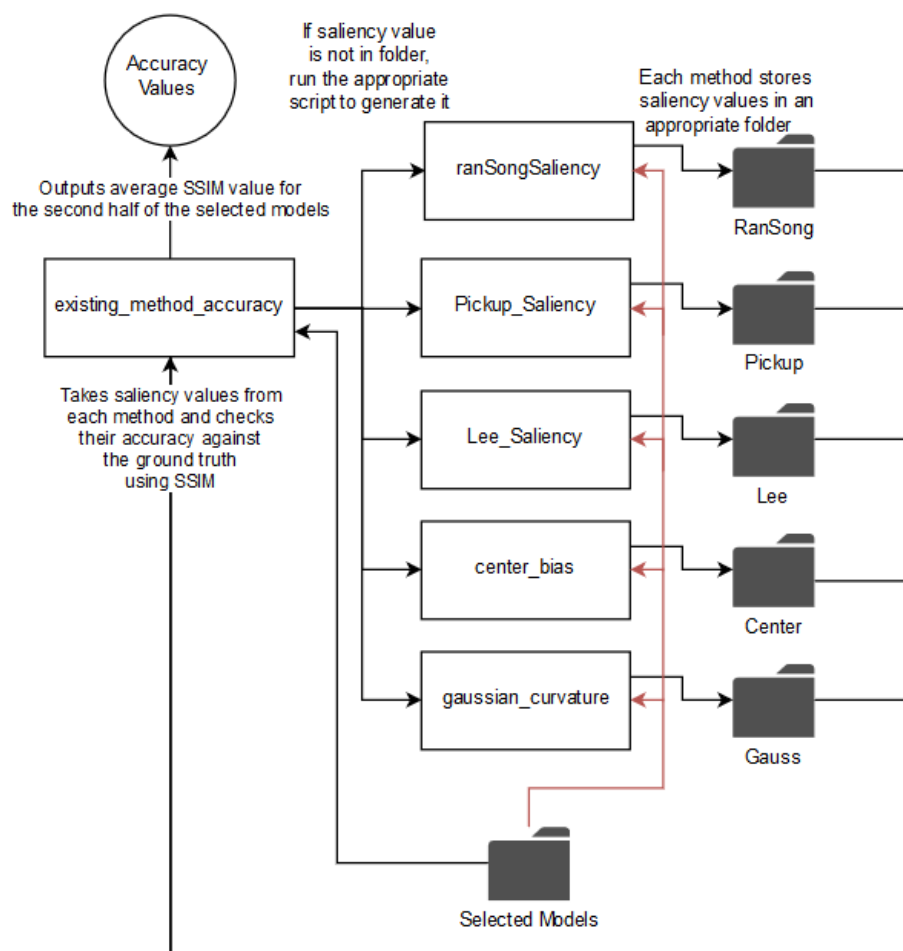 Accuracy
Values
If saliency value
is not in folder,
run the appropriate
script to generate it
Each method stores
saliency values in an
appropriate folder
ranSongSaliency
RanSong
Outputs average SSIM value for
the second half of the selected models
existing_method_accuracy
Pickup_Saliency
Pickup
Takes saliency values from
each method and checks
their accuracy against
the ground truth
using SSIM
Lee_Saliency
Lee
center_bias
Center
gaussian_curvature
Gauss
Selected Models